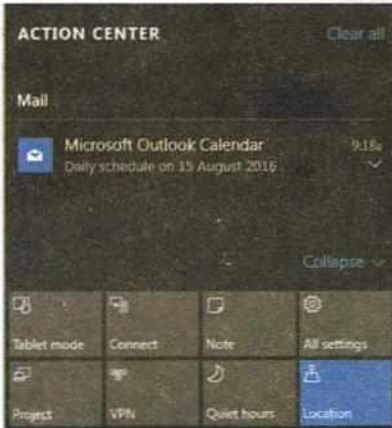 ACTION CENTER Clear all
Mail
Microsoft Outlook Calendar 9:18a
Daily schedule on 15 August 2016
Collapse
Tablet mode Connect Note All settings
Project VPN Quiet hours Location